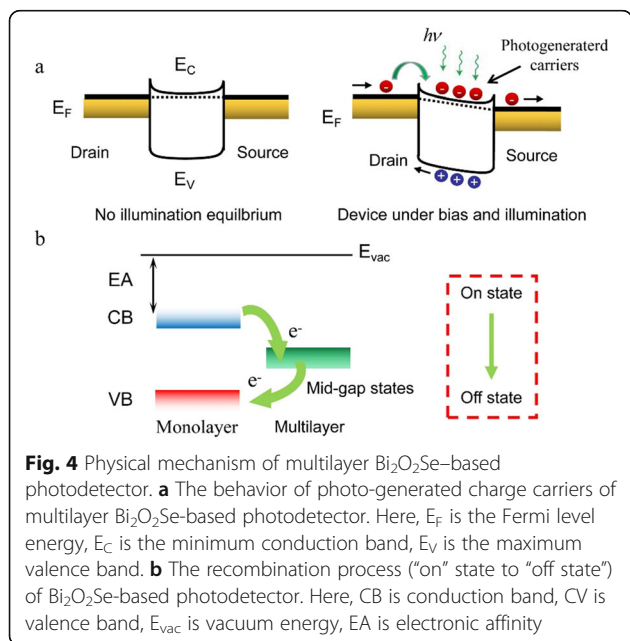 a
hν
Photogeneraterd
carriers
E_C
E_F
Drain
Source
E_V
No illumination equilbrium
E_F
Drain
Source
Device under bias and illumination
b
E_vac
EA
CB
e⁻
On state
e⁻
Mid-gap states
VB
Off state
Monolayer
Multilayer
Fig. 4 Physical mechanism of multilayer Bi₂O₂Se–based
photodetector. a The behavior of photo-generated charge carriers of
multilayer Bi₂O₂Se-based photodetector. Here, E_F is the Fermi level
energy, E_C is the minimum conduction band, E_V is the maximum
valence band. b The recombination process (“on” state to “off state”)
of Bi₂O₂Se-based photodetector. Here, CB is conduction band, CV is
valence band, E_vac is vacuum energy, EA is electronic affinity